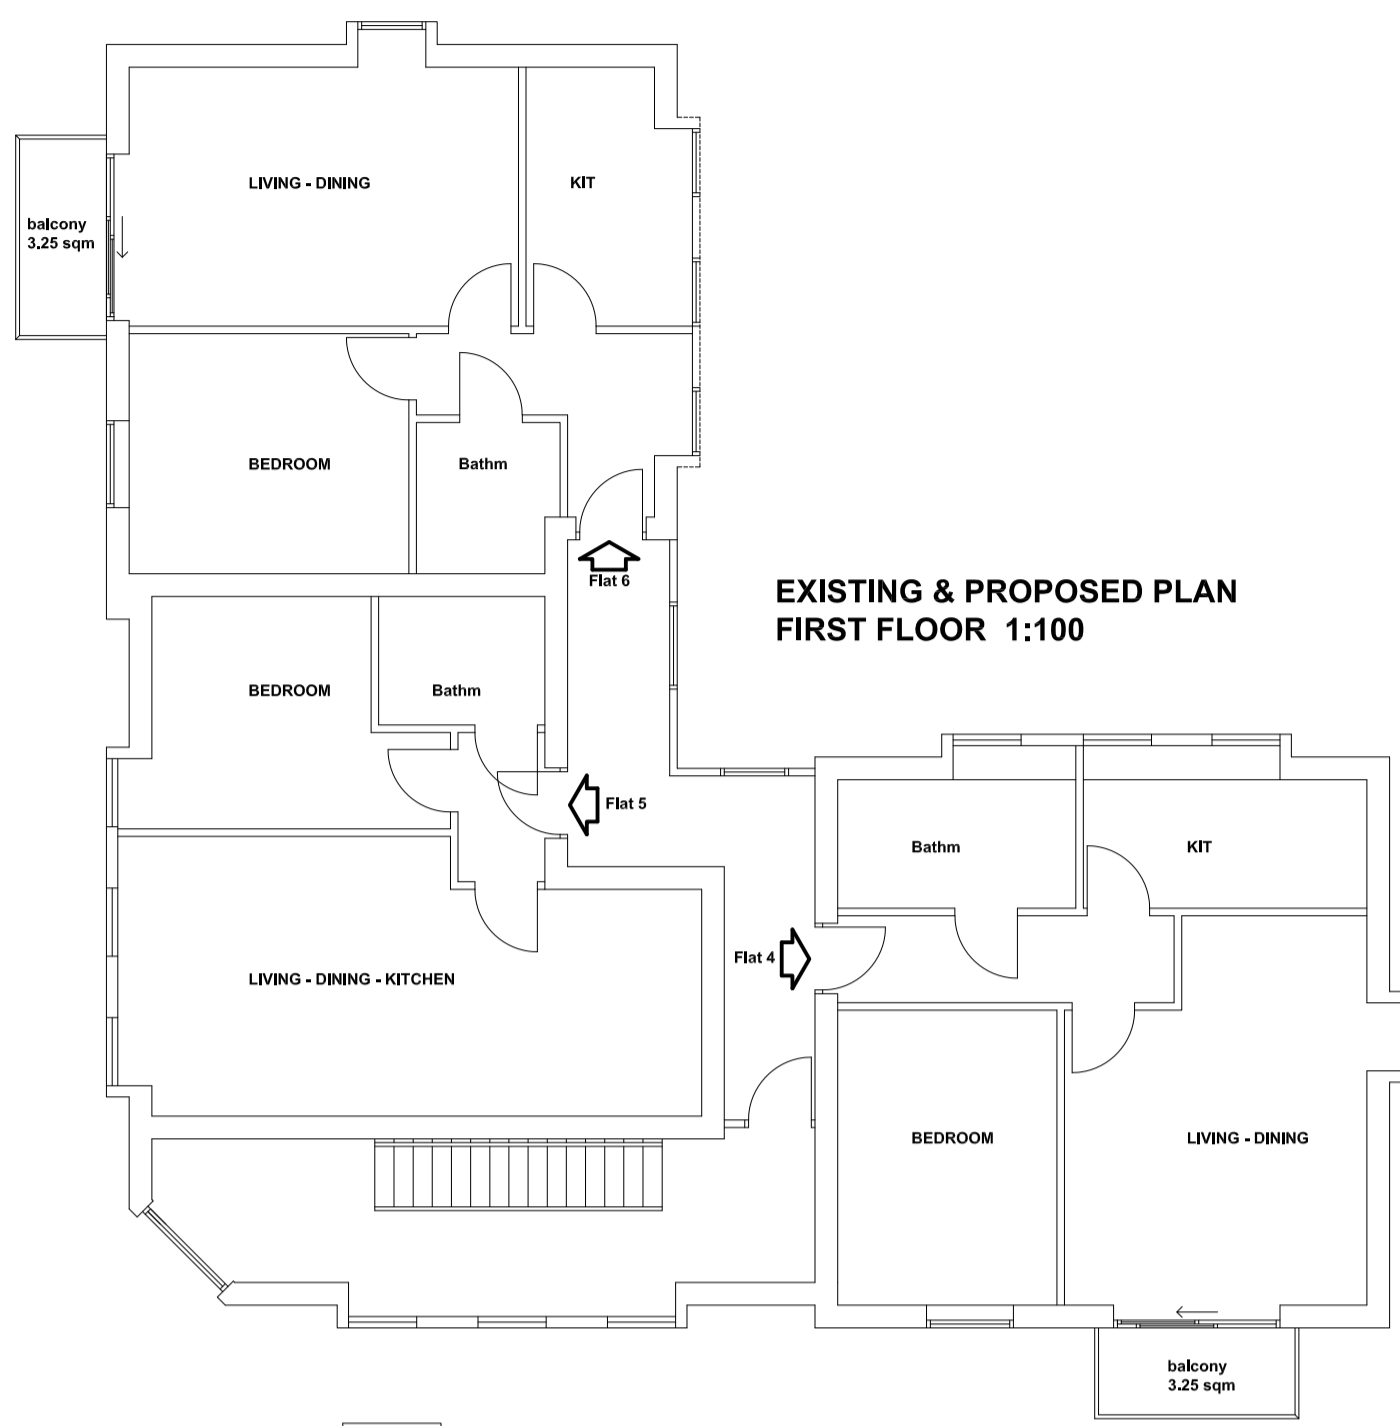 LIVING - DINING
KIT
balcony
3.25 sqm
BEDROOM
Bathm
Flat 6
EXISTING & PROPOSED PLAN
FIRST FLOOR 1:100
BEDROOM
Bathm
Flat 5
Bathm
KIT
Flat 4
LIVING - DINING - KITCHEN
BEDROOM
LIVING - DINING
balcony
3.25 sqm